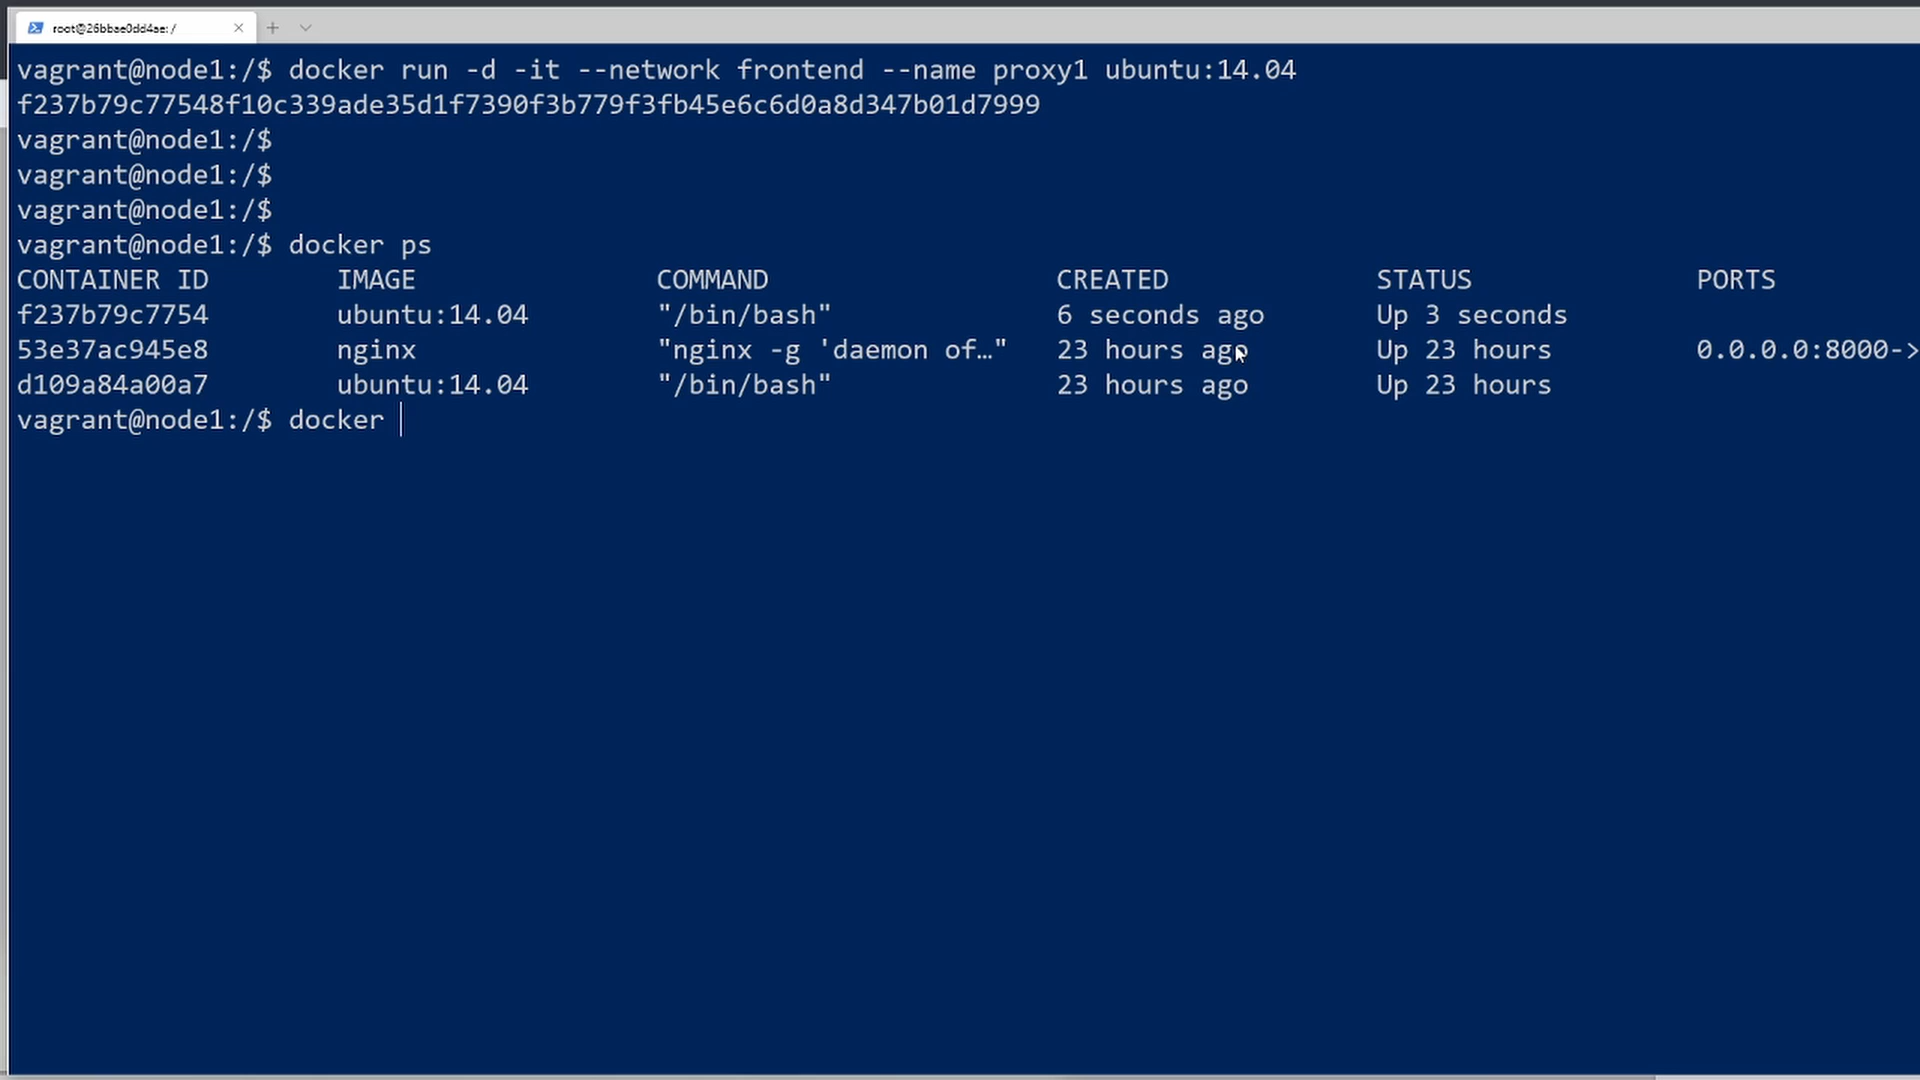 root@26bbae0dd4ae: /
vagrant@node1:/$ docker run -d -it --network frontend --name proxy1 ubuntu:14.04
f237b79c77548f10c339ade35d1f7390f3b779f3fb45e6c6d0a8d347b01d7999
vagrant@node1:/$
vagrant@node1:/$
vagrant@node1:/$
vagrant@node1:/$ docker ps
CONTAINER ID        IMAGE               COMMAND                  CREATED             STATUS              PORTS
f237b79c7754        ubuntu:14.04        "/bin/bash"              6 seconds ago       Up 3 seconds
53e37ac945e8        nginx               "nginx -g 'daemon of…"   23 hours ago        Up 23 hours         0.0.0.0:8000->
d109a84a00a7        ubuntu:14.04        "/bin/bash"              23 hours ago        Up 23 hours
vagrant@node1:/$ docker